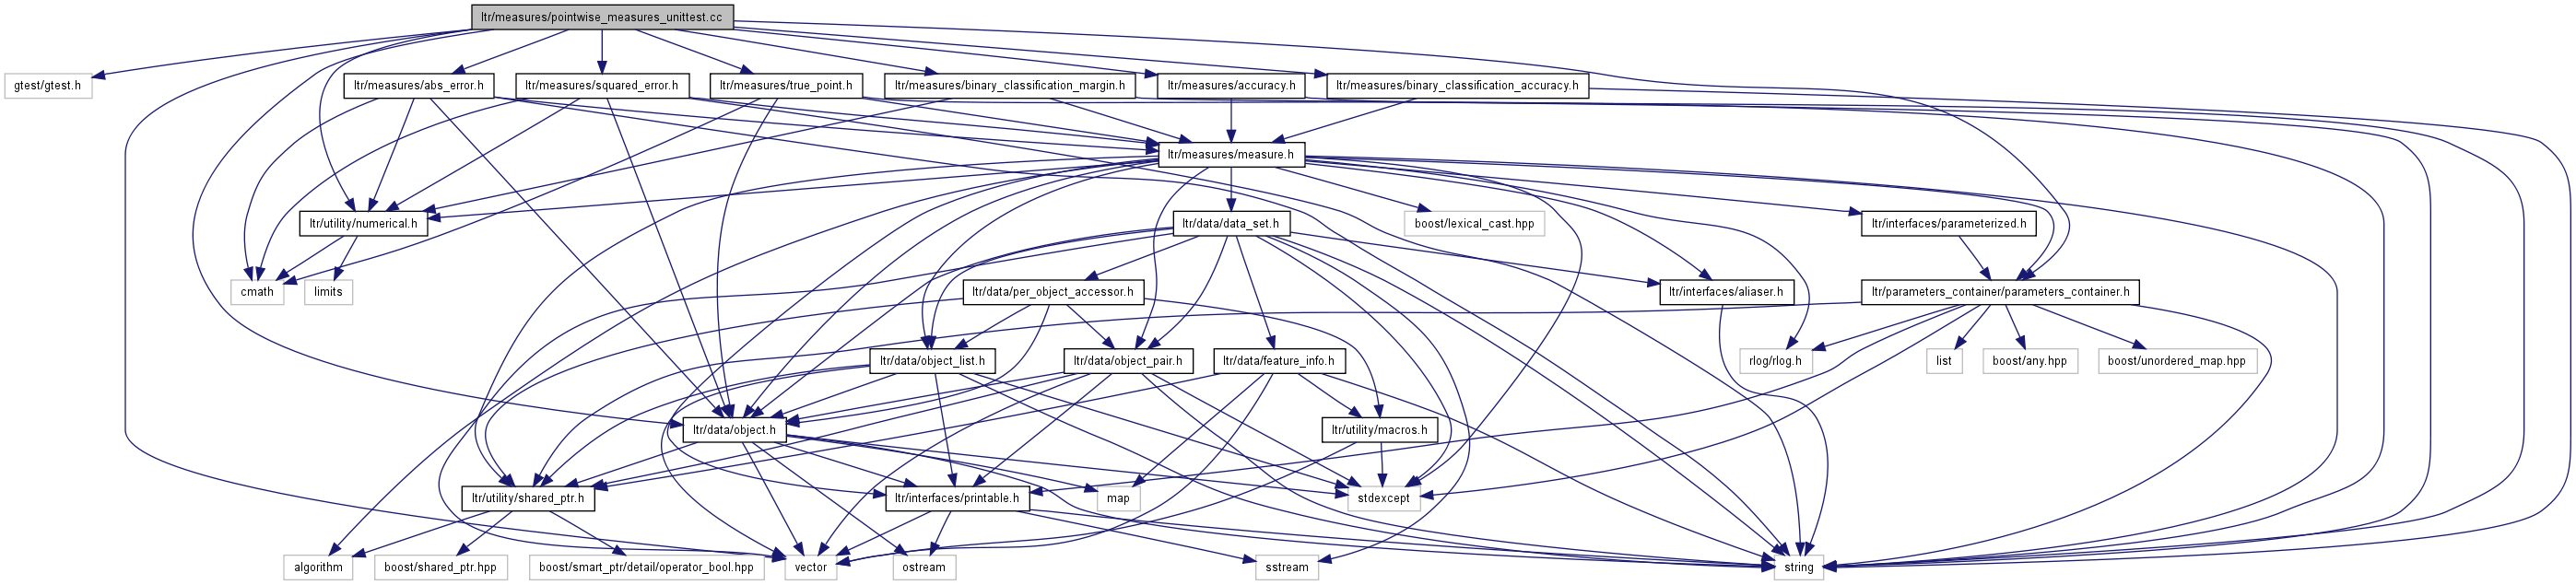 ltr/measures/pointwise_measures_unittest.cc
gtest/gtest.h
ltr/measures/abs_error.h
ltr/measures/squared_error.h
ltr/measures/true_point.h
ltr/measures/binary_classification_margin.h
ltr/measures/accuracy.h
ltr/measures/binary_classification_accuracy.h
ltr/measures/measure.h
ltr/utility/numerical.h
ltr/data/data_set.h
boost/lexical_cast.hpp
ltr/interfaces/parameterized.h
cmath
limits
ltr/data/per_object_accessor.h
ltr/interfaces/aliaser.h
ltr/parameters_container/parameters_container.h
ltr/data/object_list.h
ltr/data/object_pair.h
ltr/data/feature_info.h
rlog/rlog.h
list
boost/any.hpp
boost/unordered_map.hpp
ltr/data/object.h
ltr/utility/macros.h
ltr/utility/shared_ptr.h
ltr/interfaces/printable.h
map
stdexcept
algorithm
boost/shared_ptr.hpp
boost/smart_ptr/detail/operator_bool.hpp
vector
ostream
sstream
string